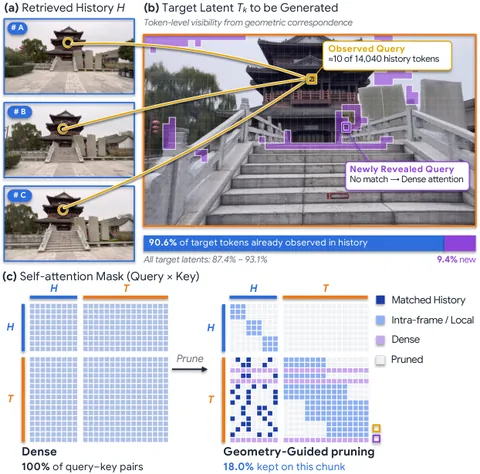 (a) Retrieved History H
(b) Target Latent Tₖ to be Generated
Token-level visibility from geometric correspondence
# A
# B
# C
Observed Query
≈10 of 14,040 history tokens
Newly Revealed Query
No match → Dense attention
90.6% of target tokens already observed in history
All target latents: 87.4% – 93.1%
9.4% new
(c) Self-attention Mask (Query × Key)
H
T
H
T
H
T
H
T
Prune
Matched History
Intra-frame / Local
Dense
Pruned
Dense
100% of query–key pairs
Geometry-Guided pruning
18.0% kept on this chunk